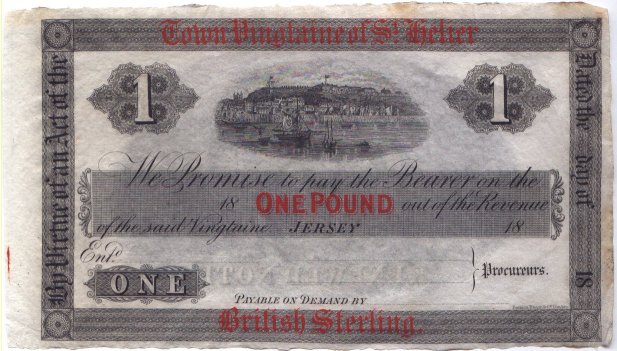 Town Vingtaine of St. Helier
By Virtue of an Act of the
Dated the day of 18
1 1
We Promise to pay the Bearer on the
18 ONE POUND out of the Revenue
of the said Vingtaine. JERSEY 18
Entd.
ONE
Procureurs.
PAYABLE ON DEMAND BY
British Sterling.